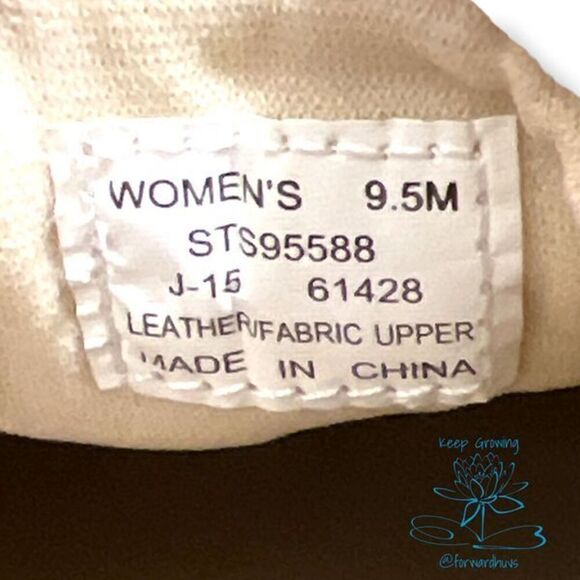 WOMEN'S 9.5M
STS95588
J-15 61428
LEATHER/FABRIC UPPER
MADE IN CHINA
Keep Growing
@forwardhuvs